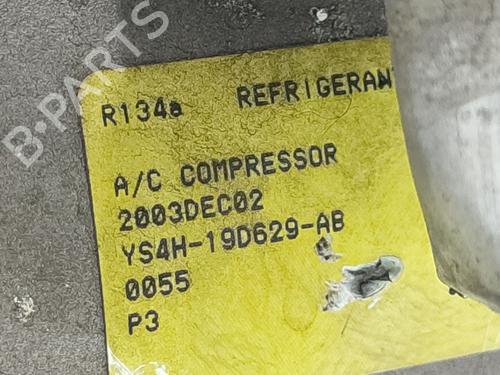 B-PARTS
R134a REFRIGERAN
A/C COMPRESSOR
2003DEC02
YS4H-19D629-AB
0055
P3